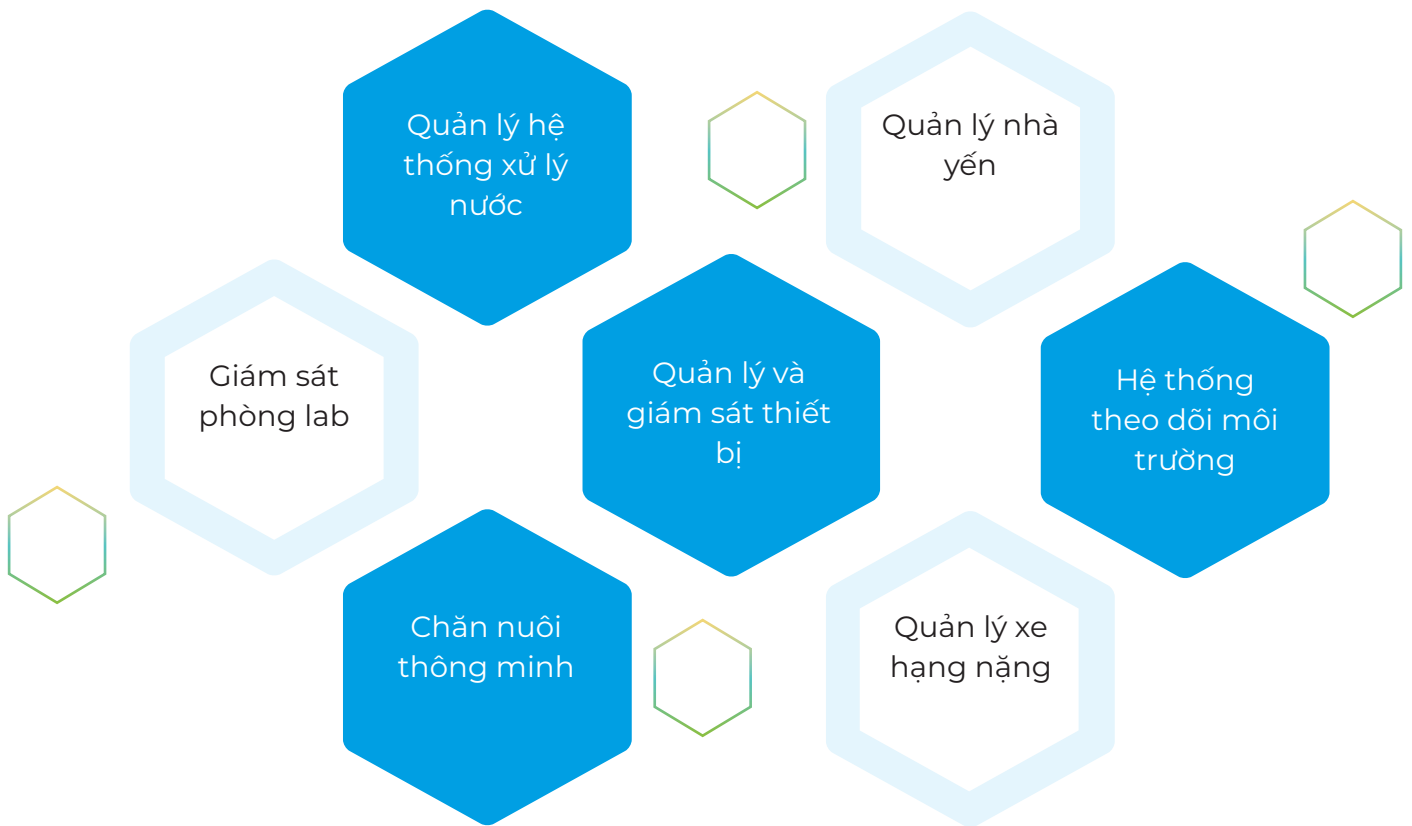 Quản lý hệ
thống xử lý
nước
Quản lý nhà
yến
Giám sát
phòng lab
Quản lý và
giám sát thiết
bị
Hệ thống
theo dõi môi
trường
Chăn nuôi
thông minh
Quản lý xe
hạng nặng